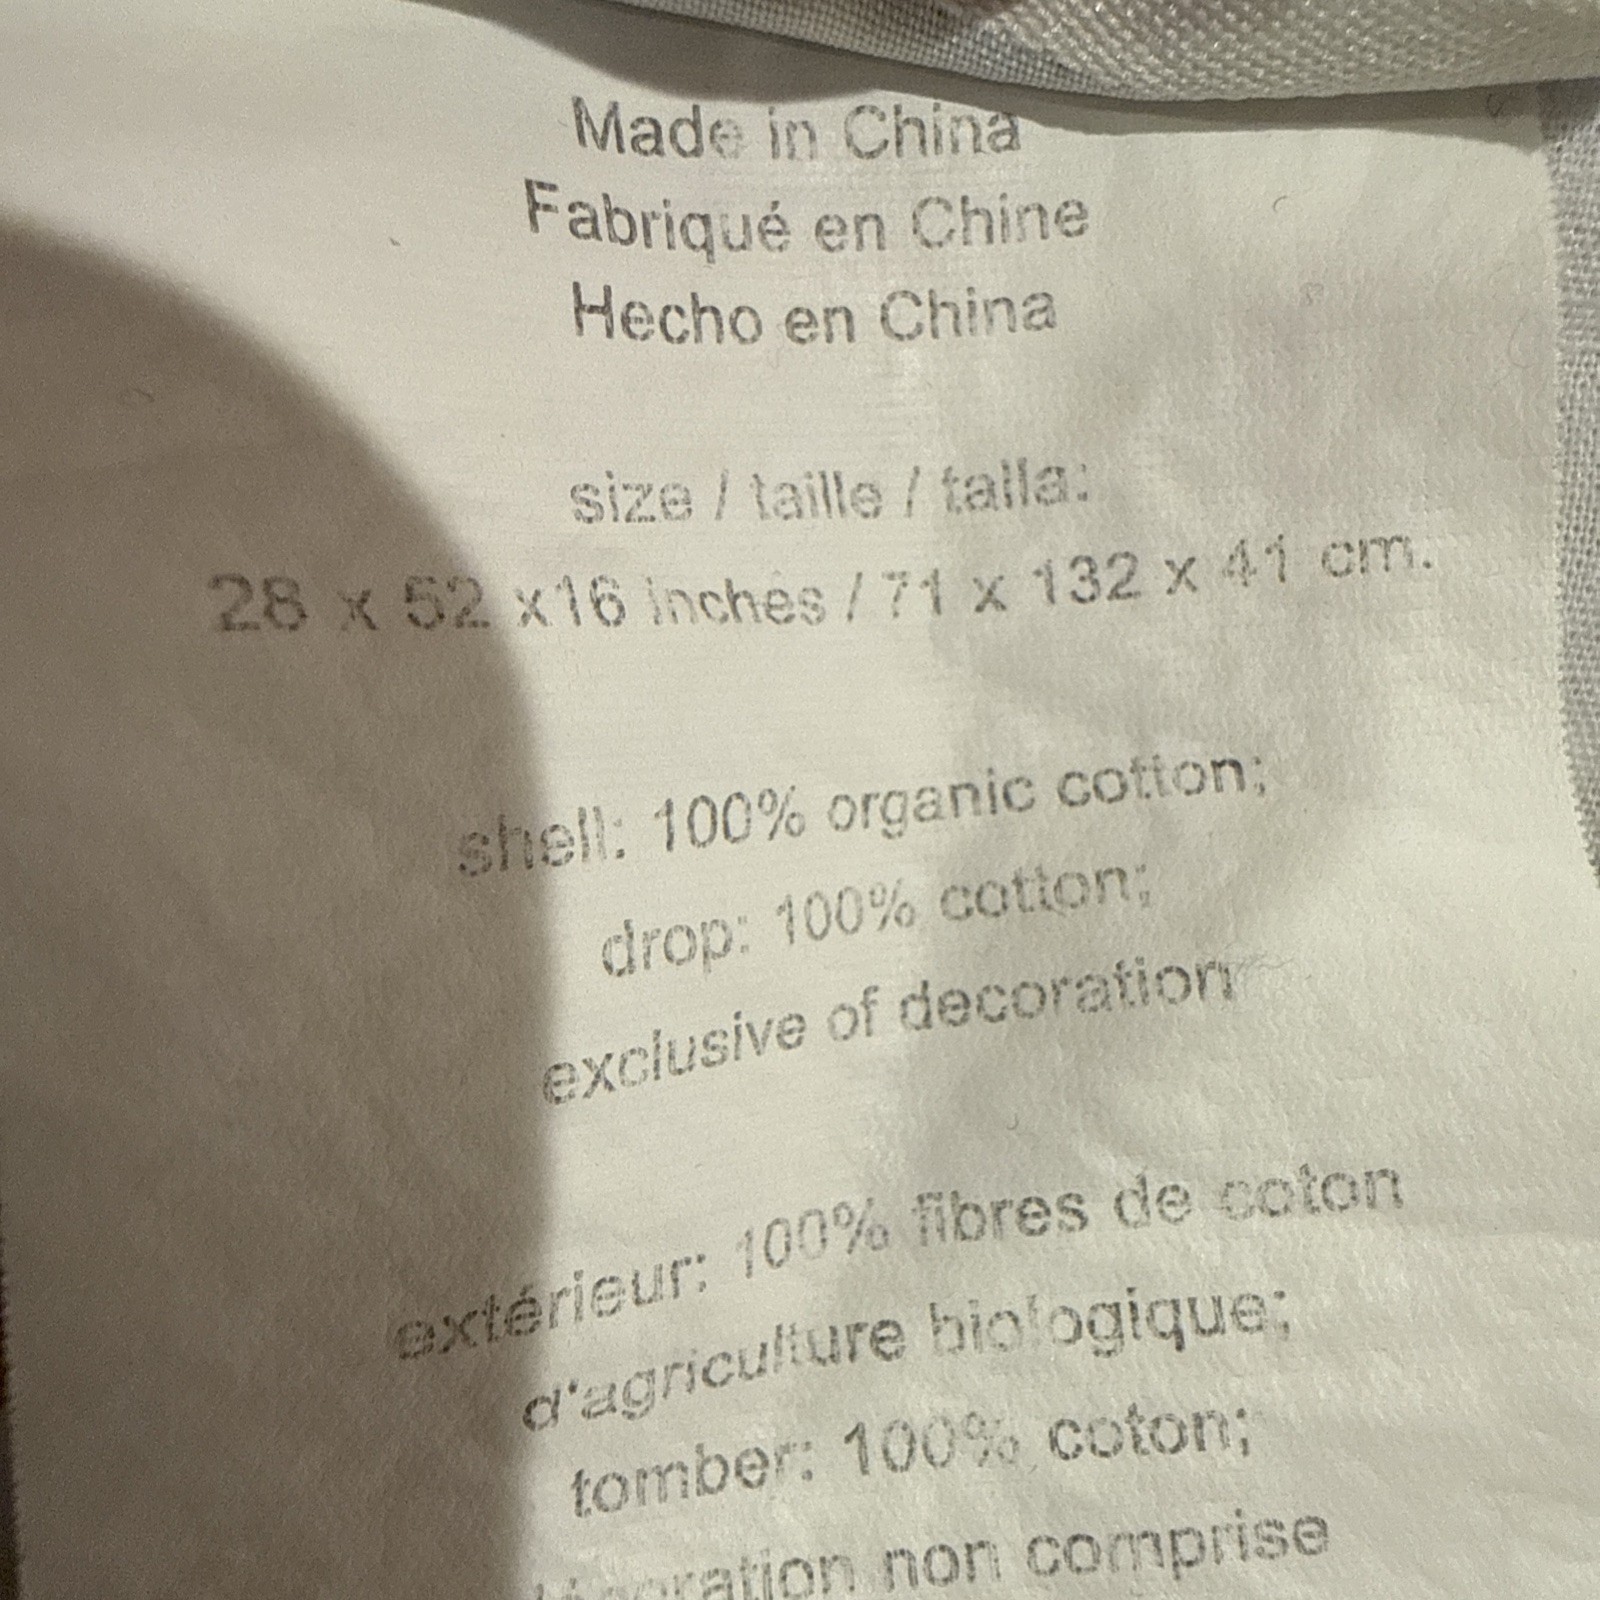 Made in China
Fabriqué en Chine
Hecho en China
size / taille / talla:
28 x 52 x16 inches / 71 x 132 x 41 cm.
shell: 100% organic cotton;
drop: 100% cotton;
exclusive of decoration
extérieur: 100% fibres de coton
d'agriculture biologique;
tomber: 100% coton;
non comprise